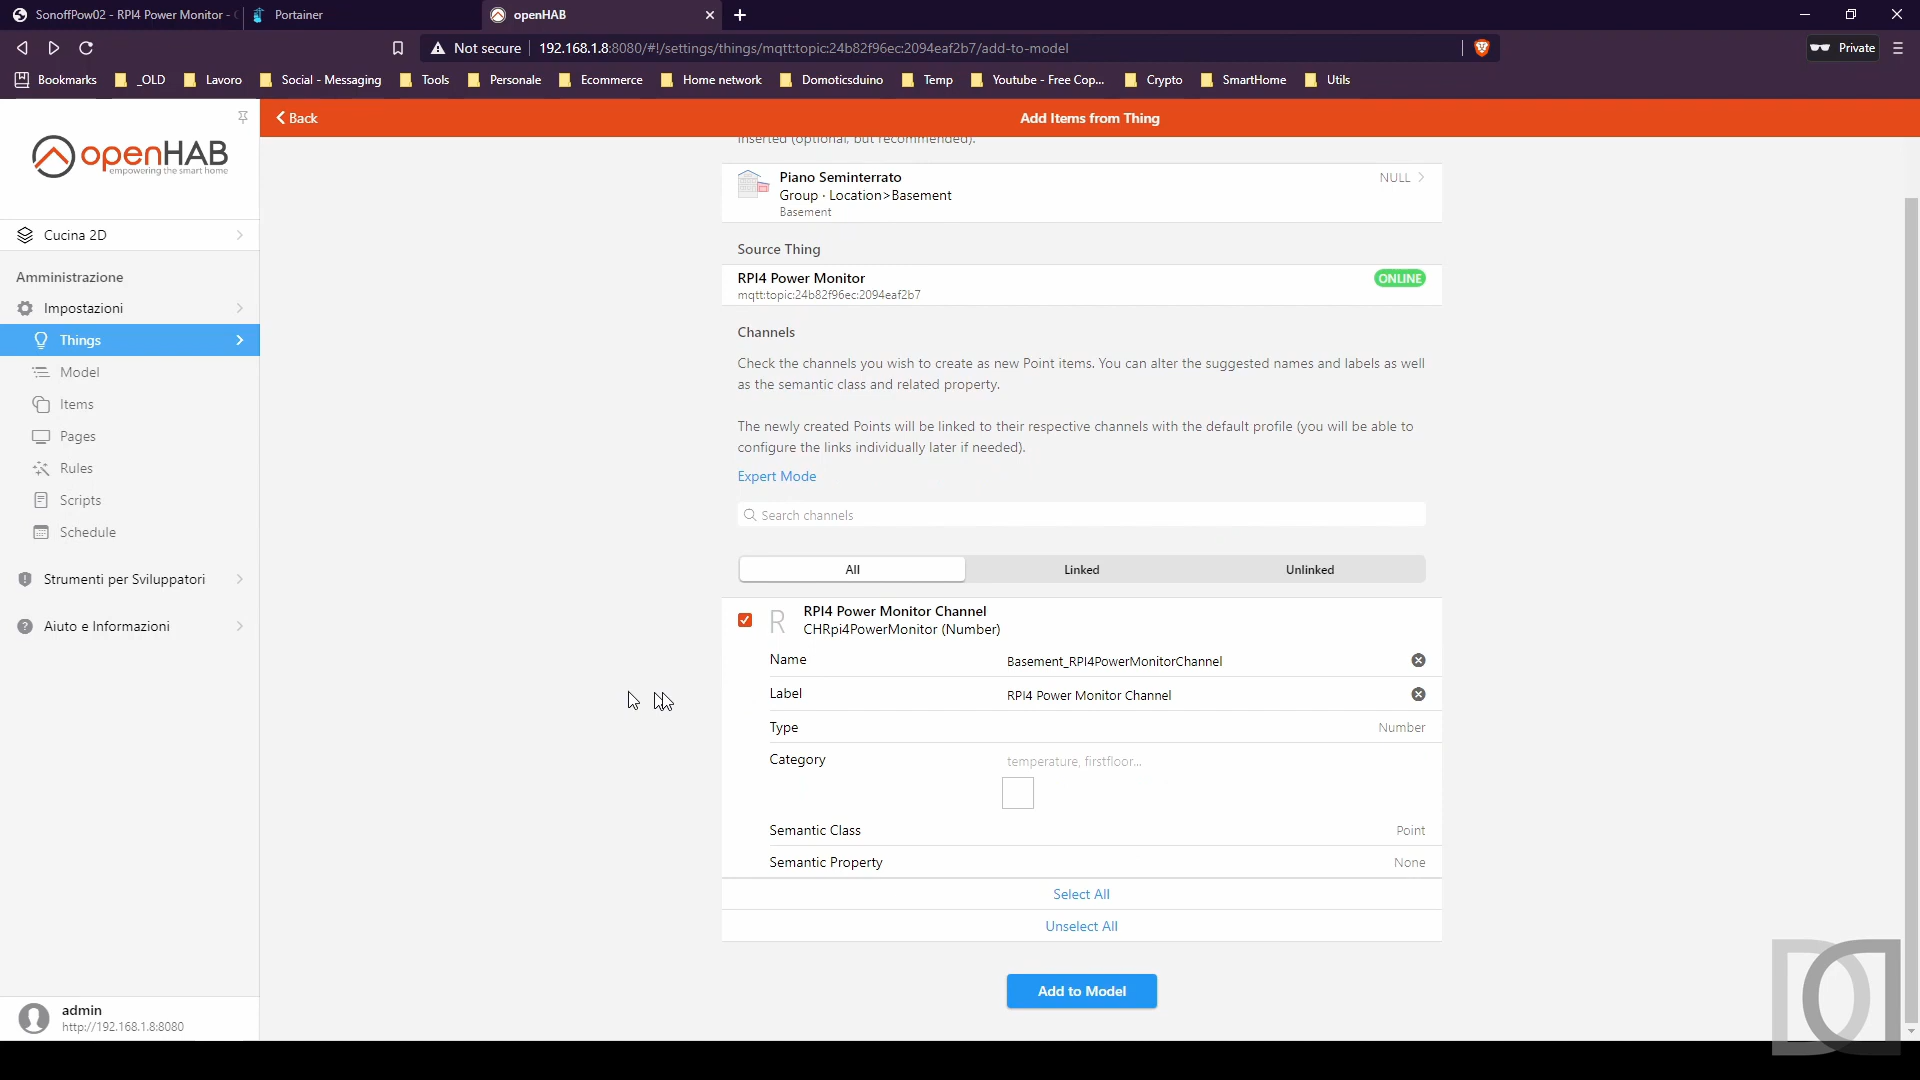 SonoffPow02 - RPI4 Power Monitor -
Portainer
openHAB
Not secure
192.168.1.8:8080/#!/settings/things/mqtt:topic:24b82f96ec:2094eaf2b7/add-to-model
Private
Bookmarks
_OLD
Lavoro
Social - Messaging
Tools
Personale
Ecommerce
Home network
Domoticsduino
Temp
Youtube - Free Cop...
Crypto
SmartHome
Utils
Back
Add Items from Thing
openHAB
empowering the smart home
Cucina 2D
Amministrazione
Impostazioni
Things
Model
Items
Pages
Rules
Scripts
Schedule
Strumenti per Sviluppatori
Aiuto e Informazioni
admin
http://192.168.1.8:8080
inserted (optional, but recommended).
Piano Seminterrato
NULL
Group · Location>Basement
Basement
Source Thing
RPI4 Power Monitor
ONLINE
mqtt:topic:24b82f96ec:2094eaf2b7
Channels
Check the channels you wish to create as new Point items. You can alter the suggested names and labels as well
as the semantic class and related property.
The newly created Points will be linked to their respective channels with the default profile (you will be able to
configure the links individually later if needed).
Expert Mode
Search channels
All
Linked
Unlinked
R
RPI4 Power Monitor Channel
CHRpi4PowerMonitor (Number)
Name
Basement_RPI4PowerMonitorChannel
Label
RPI4 Power Monitor Channel
Type
Number
Category
temperature, firstfloor...
Semantic Class
Point
Semantic Property
None
Select All
Unselect All
Add to Model